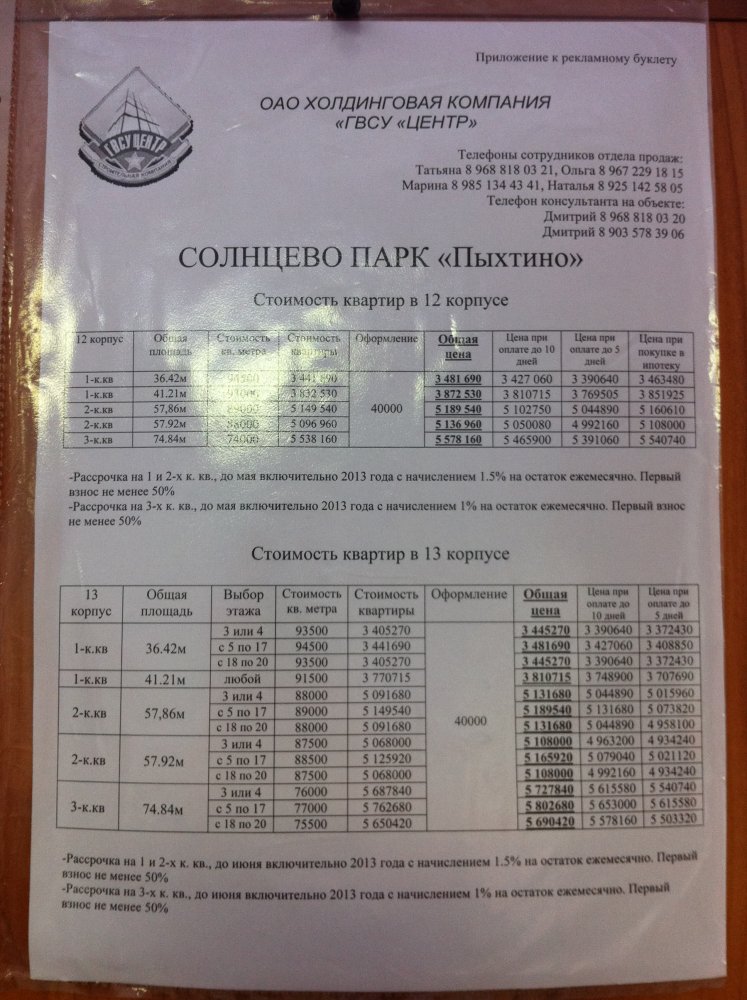 Приложение к рекламному буклету
ГВСУ ЦЕНТР
СТРОИТЕЛЬНАЯ КОМПАНИЯ
ОАО ХОЛДИНГОВАЯ КОМПАНИЯ
«ГВСУ «ЦЕНТР»
Телефоны сотрудников отдела продаж:
Татьяна 8 968 818 03 21, Ольга 8 967 229 18 15
Марина 8 985 134 43 41, Наталья 8 925 142 58 05
Телефон консультанта на объекте:
Дмитрий 8 968 818 03 20
Дмитрий 8 903 578 39 06
СОЛНЦЕВО ПАРК «Пыхтино»
Стоимость квартир в 12 корпусе
12 корпус Общая площадь Стоимость кв. метра Стоимость квартиры Оформление Общая цена Цена при оплате до 10 дней Цена при оплате до 5 дней Цена при покупке в ипотеку
1-к.кв 36.42м 94500 3 441 690 3 481 690 3 427 060 3 390640 3 463480
1-к.кв 41.21м 93000 3 832 530 3 872 530 3 810715 3 769505 3 851925
2-к.кв 57,86м 89000 5 149 540 40000 5 189 540 5 102750 5 044890 5 160610
2-к.кв 57.92м 88000 5 096 960 5 136 960 5 050080 4 992160 5 108000
3-к.кв 74.84м 74000 5 538 160 5 578 160 5 465900 5 391060 5 540740
-Рассрочка на 1 и 2-х к. кв., до мая включительно 2013 года с начислением 1.5% на остаток ежемесячно. Первый
взнос не менее 50%
-Рассрочка на 3-х к. кв., до мая включительно 2013 года с начислением 1% на остаток ежемесячно. Первый взнос
не менее 50%
Стоимость квартир в 13 корпусе
13 корпус Общая площадь Выбор этажа Стоимость кв. метра Стоимость квартиры Оформление Общая цена Цена при оплате до 10 дней Цена при оплате до 5 дней
3 или 4 93500 3 405270 3 445270 3 390640 3 372430
1-к.кв 36.42м с 5 по 17 94500 3 441690 3 481690 3 427060 3 408850
с 18 по 20 93500 3 405270 3 445270 3 390640 3 372430
1-к.кв 41.21м любой 91500 3 770715 3 810715 3 748900 3 707690
3 или 4 88000 5 091680 5 131680 5 044890 5 015960
2-к.кв 57,86м с 5 по 17 89000 5 149540 5 189540 5 131680 5 073820
с 18 по 20 88000 5 091680 40000 5 131680 5 044890 4 958100
3 или 4 87500 5 068000 5 108000 4 963200 4 934240
2-к.кв 57.92м с 5 по 17 88500 5 125920 5 165920 5 079040 5 021120
с 18 по 20 87500 5 068000 5 108000 4 992160 4 934240
3 или 4 76000 5 687840 5 727840 5 615580 5 540740
3-к.кв 74.84м с 5 по 17 77000 5 762680 5 802680 5 653000 5 615580
с 18 по 20 75500 5 650420 5 690420 5 578160 5 503320
-Рассрочка на 1 и 2-х к. кв., до июня включительно 2013 года с начислением 1.5% на остаток ежемесячно. Первый
взнос не менее 50%
-Рассрочка на 3-х к. кв., до июня включительно 2013 года с начислением 1% на остаток ежемесячно. Первый
взнос не менее 50%